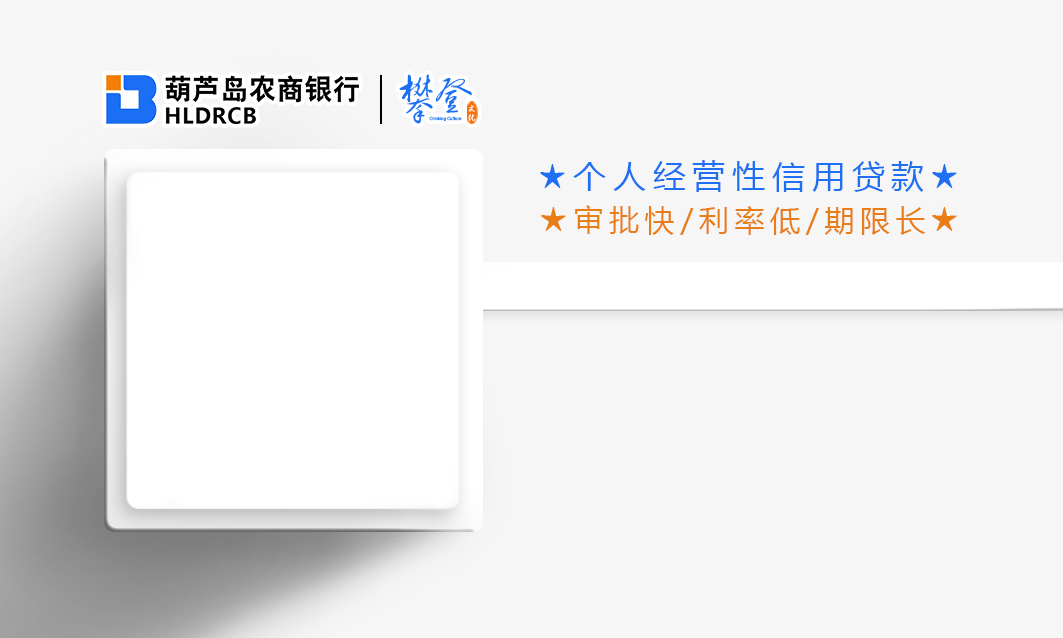 葫芦岛农商银行
HLDRCB
攀登
Climbing Culture
文化
★个人经营性信用贷款★
★审批快/利率低/期限长★